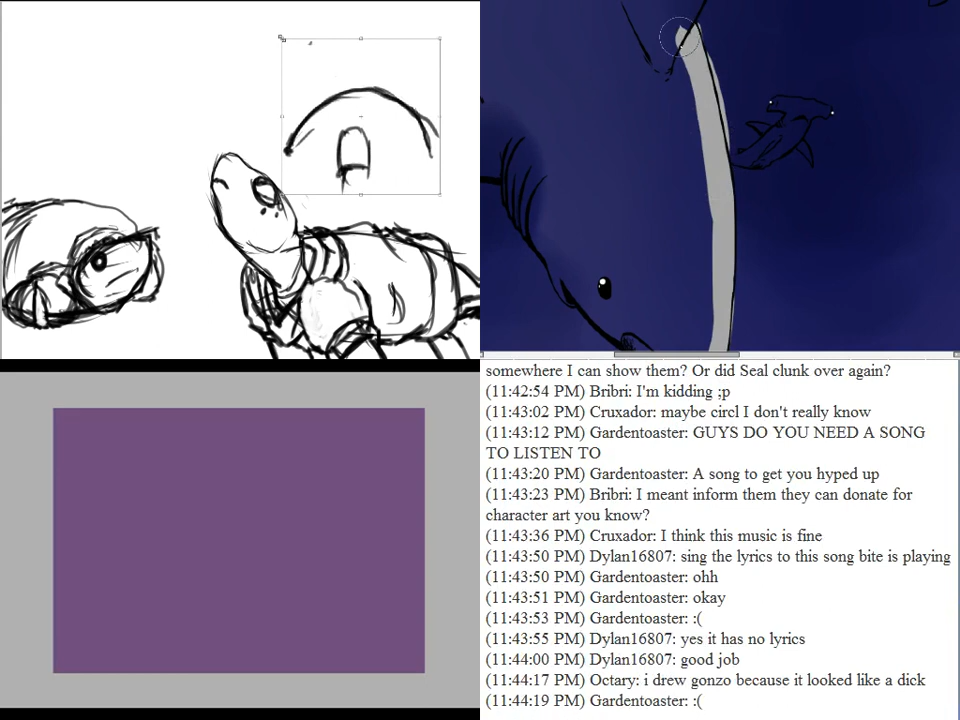 somewhere I can show them? Or did Seal clunk over again?
(11:42:54 PM) Bribri: I'm kidding ;p
(11:43:02 PM) Cruxador: maybe circl I don't really know
(11:43:12 PM) Gardentoaster: GUYS DO YOU NEED A SONG
TO LISTEN TO
(11:43:20 PM) Gardentoaster: A song to get you hyped up
(11:43:23 PM) Bribri: I meant inform them they can donate for
character art you know?
(11:43:36 PM) Cruxador: I think this music is fine
(11:43:50 PM) Dylan16807: sing the lyrics to this song bite is playing
(11:43:50 PM) Gardentoaster: ohh
(11:43:51 PM) Gardentoaster: okay
(11:43:53 PM) Gardentoaster: :(
(11:43:55 PM) Dylan16807: yes it has no lyrics
(11:44:00 PM) Dylan16807: good job
(11:44:17 PM) Octary: i drew gonzo because it looked like a dick
(11:44:19 PM) Gardentoaster: :(